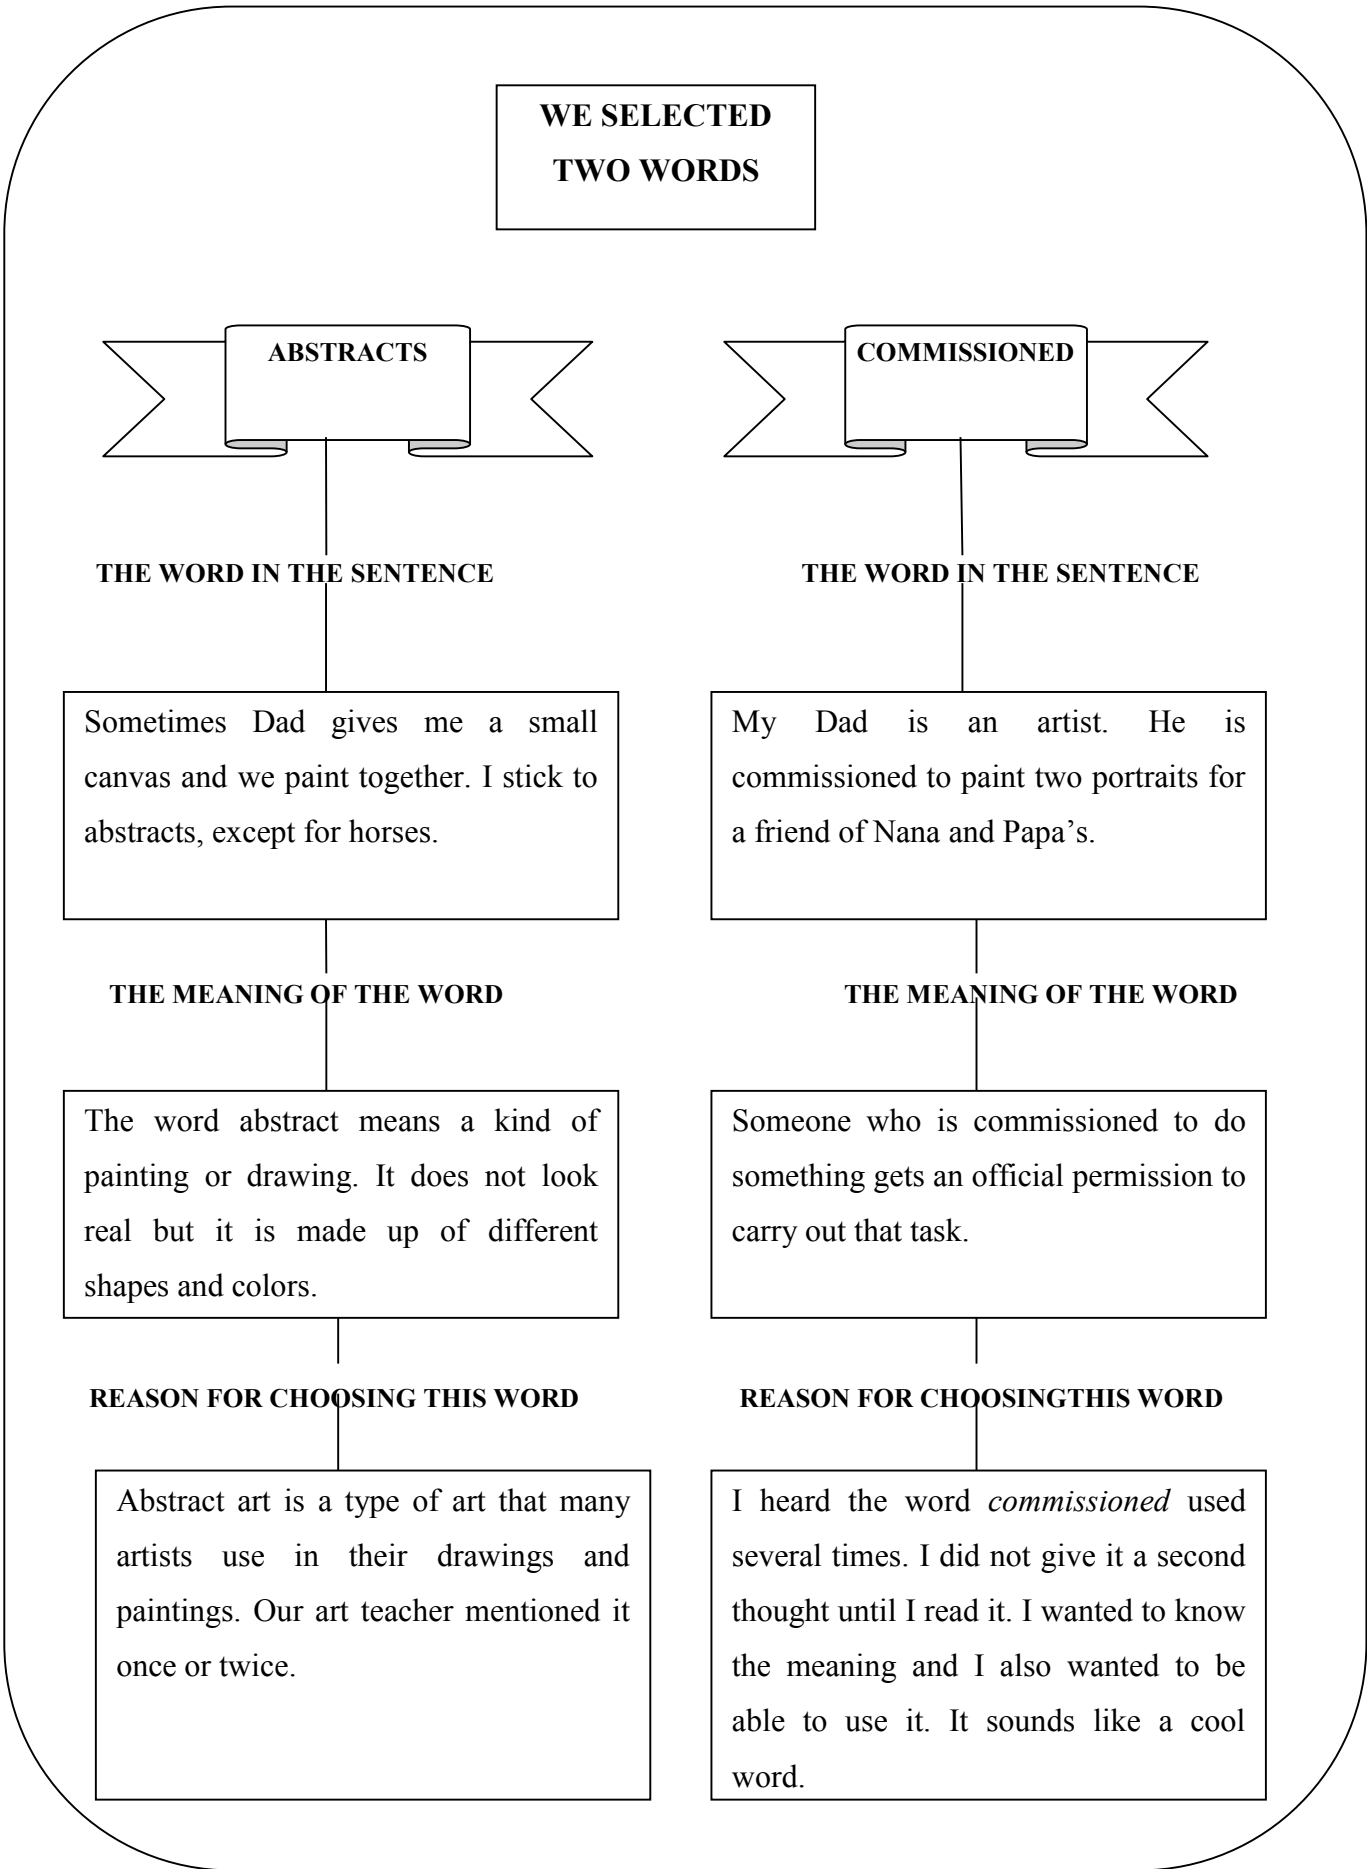 WE SELECTED
TWO WORDS
ABSTRACTS
THE WORD IN THE SENTENCE
Sometimes Dad gives me a small
canvas and we paint together. I stick to
abstracts, except for horses.
THE MEANING OF THE WORD
The word abstract means a kind of
painting or drawing. It does not look
real but it is made up of different
shapes and colors.
REASON FOR CHOOSING THIS WORD
Abstract art is a type of art that many
artists use in their drawings and
paintings. Our art teacher mentioned it
once or twice.
COMMISSIONED
THE WORD IN THE SENTENCE
My Dad is an artist. He is
commissioned to paint two portraits for
a friend of Nana and Papa’s.
THE MEANING OF THE WORD
Someone who is commissioned to do
something gets an official permission to
carry out that task.
REASON FOR CHOOSINGTHIS WORD
I heard the word commissioned used
several times. I did not give it a second
thought until I read it. I wanted to know
the meaning and I also wanted to be
able to use it. It sounds like a cool
word.